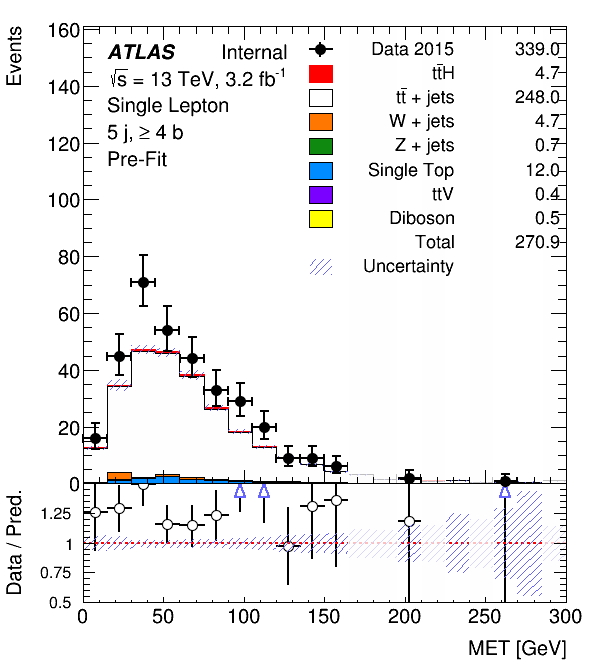 Events
160
140
120
100
80
60
40
20
0
ATLAS Internal
√s = 13 TeV, 3.2 fb⁻¹
Single Lepton
5 j, ≥ 4 b
Pre-Fit
Data 2015 339.0
tt̄H 4.7
tt̄ + jets 248.0
W + jets 4.7
Z + jets 0.7
Single Top 12.0
ttV 0.4
Diboson 0.5
Total 270.9
Uncertainty
Data / Pred.
1.25
1
0.75
0.5
0 50 100 150 200 250 300
MET [GeV]